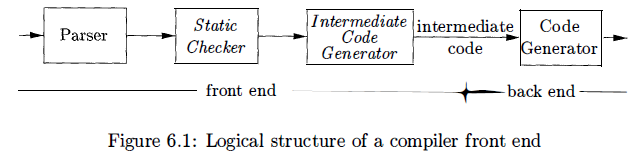 Parser
Static
Checker
Intermediate
Code
Generator
intermediate
code
Code
Generator
front end
back end
Figure 6.1: Logical structure of a compiler front end